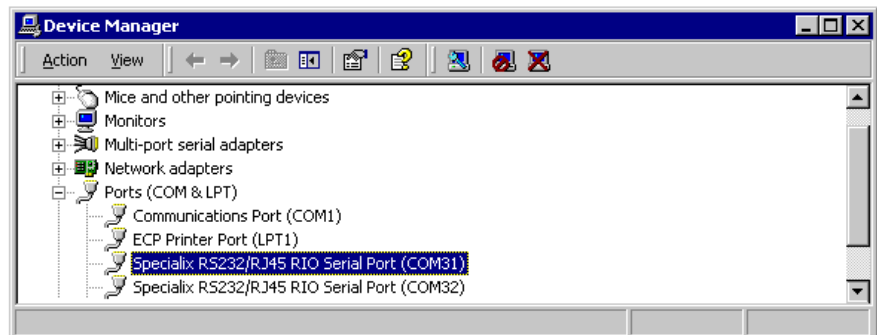 Device Manager
Action View
Mice and other pointing devices
Monitors
Multi-port serial adapters
Network adapters
Ports (COM & LPT)
Communications Port (COM1)
ECP Printer Port (LPT1)
Specialix RS232/RJ45 RIO Serial Port (COM31)
Specialix RS232/RJ45 RIO Serial Port (COM32)